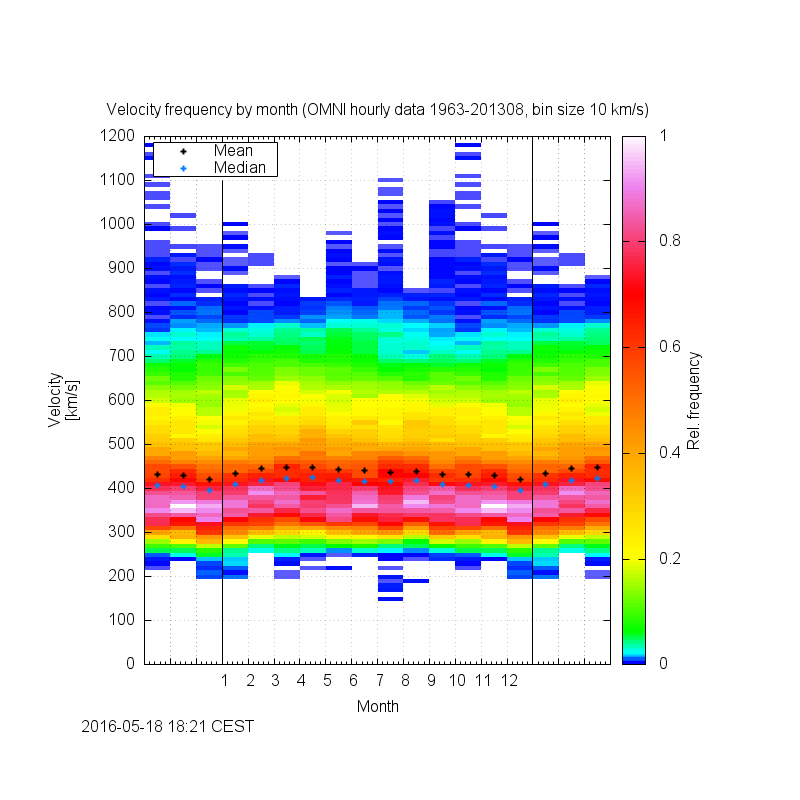 Velocity frequency by month (OMNI hourly data 1963-201308, bin size 10 km/s)
Mean
Median
1200
1100
1000
900
800
700
600
500
400
300
200
100
0
Velocity
[km/s]
1 2 3 4 5 6 7 8 9 10 11 12
Month
1
0.8
0.6
0.4
0.2
0
Rel. frequency
2016-05-18 18:21 CEST